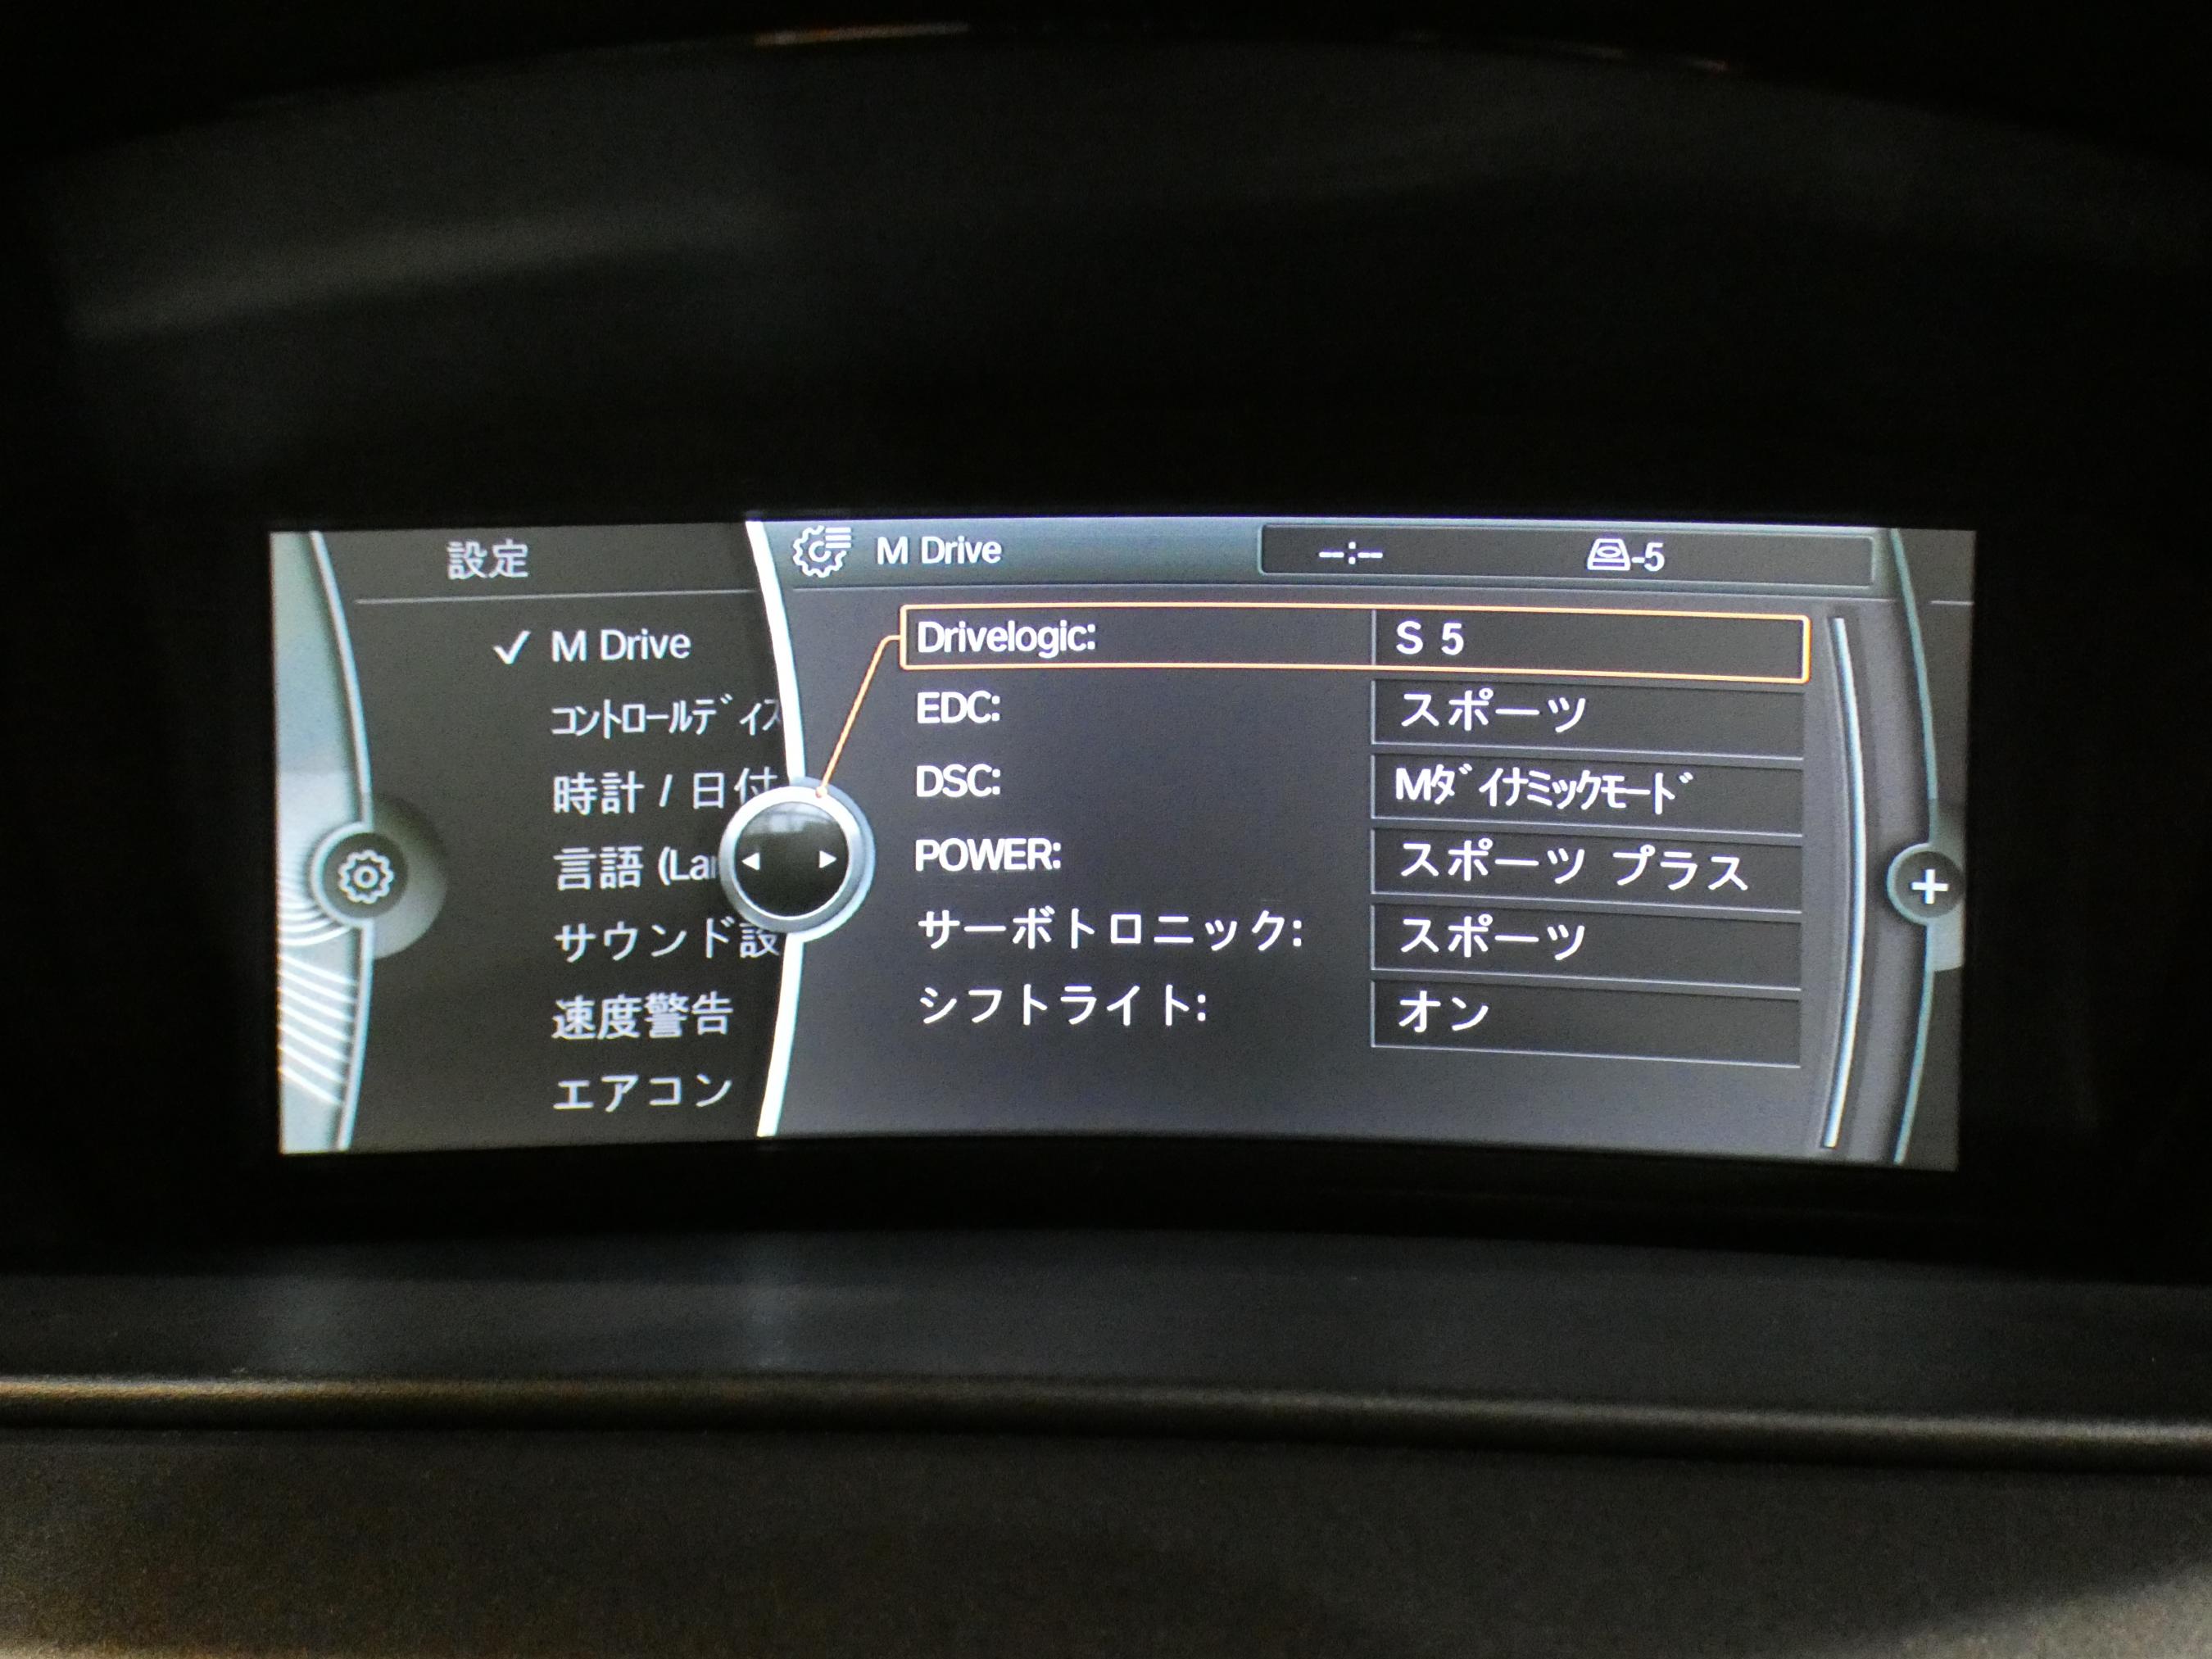 設定
✓ M Drive
コントロールディス
時計 / 日付
言語 (Lan
サウンド設
速度警告
エアコン
M Drive
--:--
-5
Drivelogic: S 5
EDC: スポーツ
DSC: Mダイナミックモード
POWER: スポーツ プラス
サーボトロニック: スポーツ
シフトライト: オン